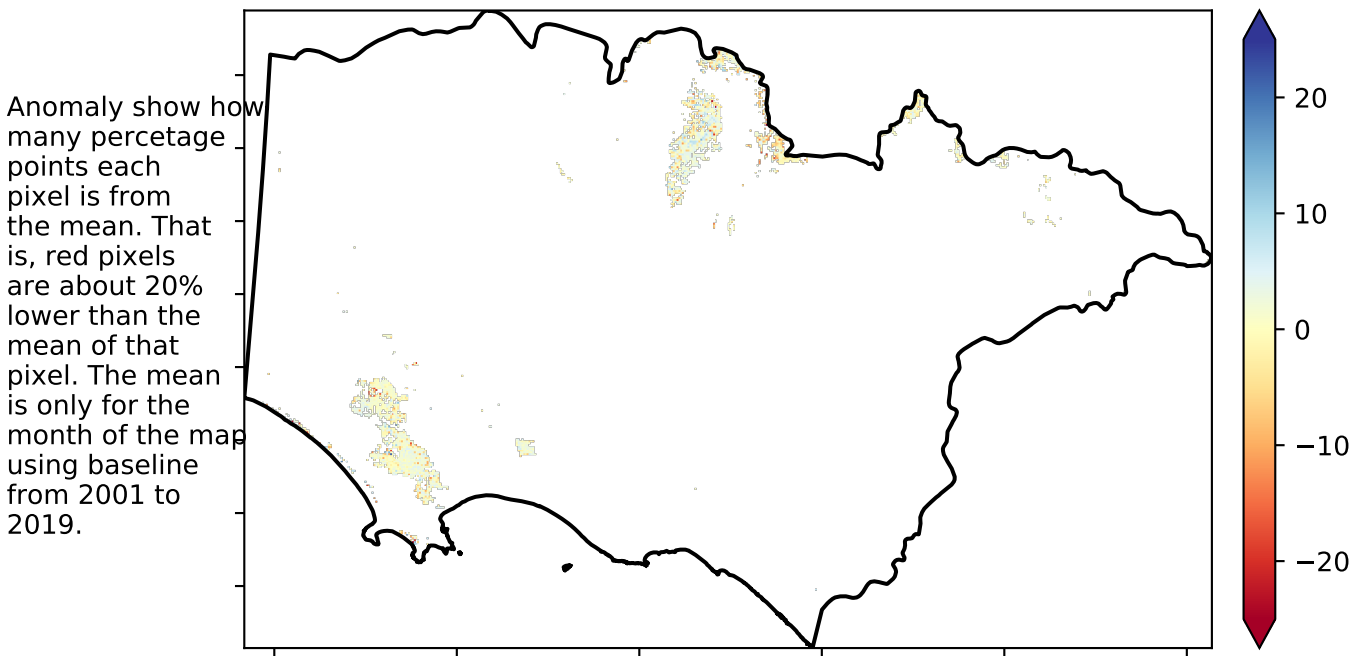 Anomaly show how
many percetage
points each
pixel is from
the mean. That
is, red pixels
are about 20%
lower than the
mean of that
pixel. The mean
is only for the
month of the map
using baseline
from 2001 to
2019.
20
10
0
−10
−20